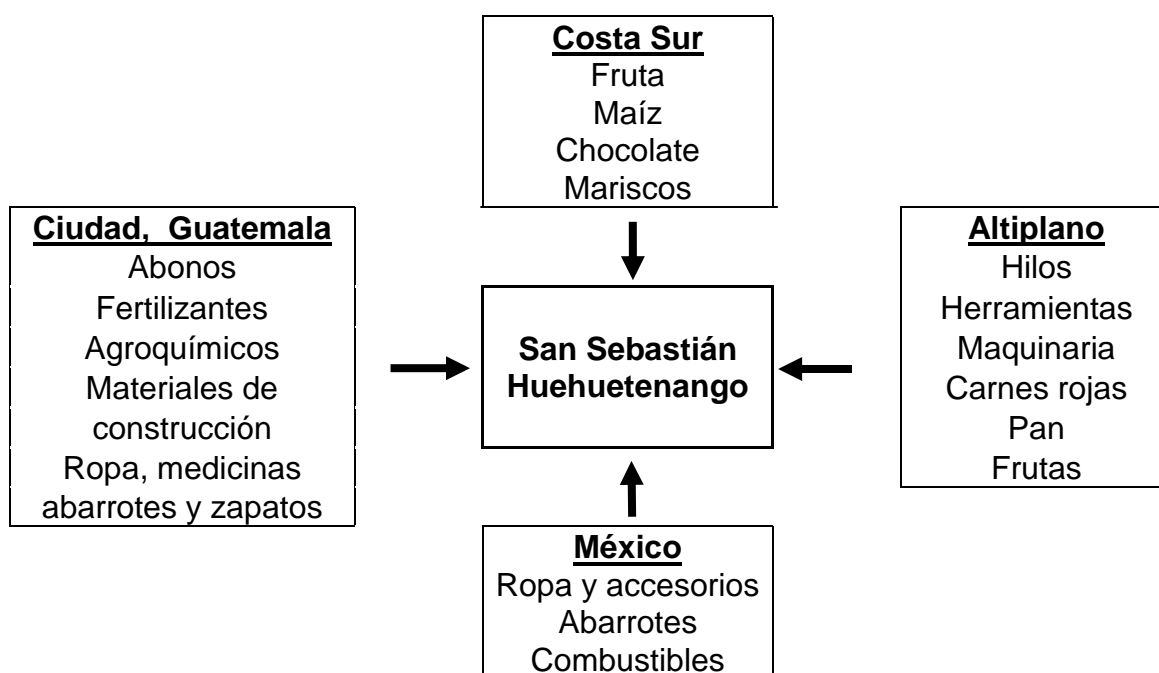 Costa Sur
Fruta
Maíz
Chocolate
Mariscos
Ciudad, Guatemala
Abonos
Fertilizantes
Agroquímicos
Materiales de
construcción
Ropa, medicinas
abarrotes y zapatos
San Sebastián
Huehuetenango
Altiplano
Hilos
Herramientas
Maquinaria
Carnes rojas
Pan
Frutas
México
Ropa y accesorios
Abarrotes
Combustibles